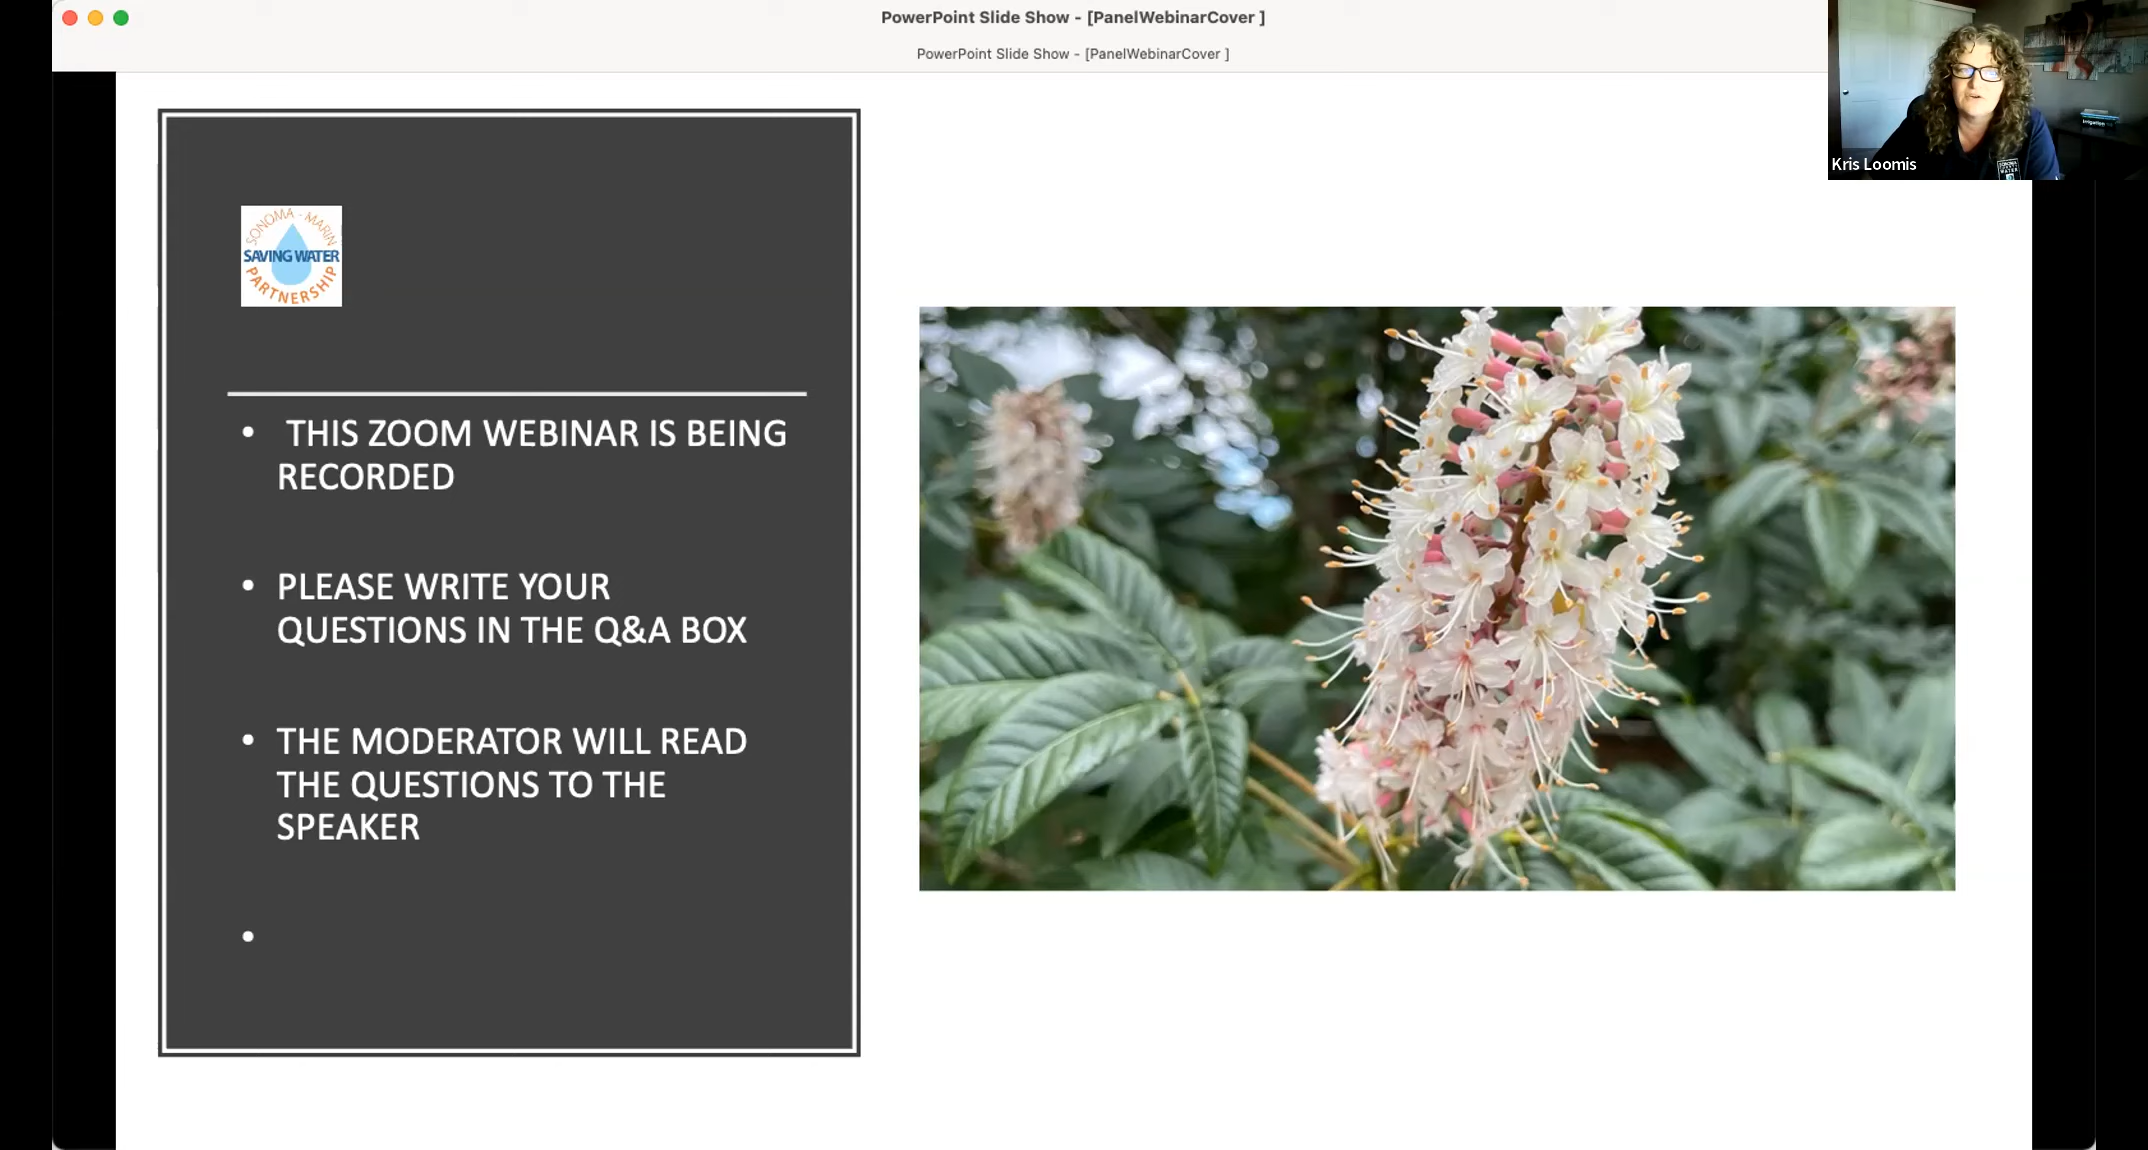 PowerPoint Slide Show - [PanelWebinarCover ]
PowerPoint Slide Show - [PanelWebinarCover ]
Kris Loomis
SONOMA - MARIN
SAVING WATER
PARTNERSHIP
• THIS ZOOM WEBINAR IS BEING
RECORDED
• PLEASE WRITE YOUR
QUESTIONS IN THE Q&A BOX
• THE MODERATOR WILL READ
THE QUESTIONS TO THE
SPEAKER
•